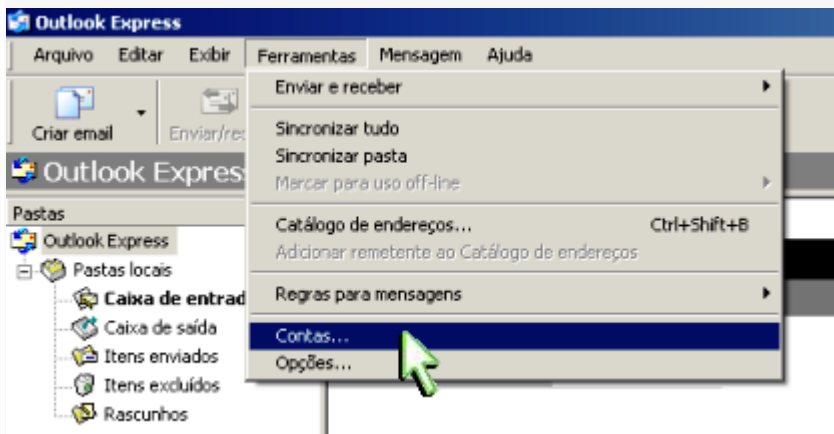 Outlook Express
Arquivo Editar Exibir Ferramentas Mensagem Ajuda
Criar email
Enviar/rec
Enviar e receber
Sincronizar tudo
Sincronizar pasta
Marcar para uso off-line
Catálogo de endereços... Ctrl+Shift+B
Adicionar remetente ao Catálogo de endereços
Regras para mensagens
Contas...
Opções...
Outlook Express
Pastas
Outlook Express
Pastas locais
Caixa de entrad
Caixa de saída
Itens enviados
Itens excluídos
Rascunhos